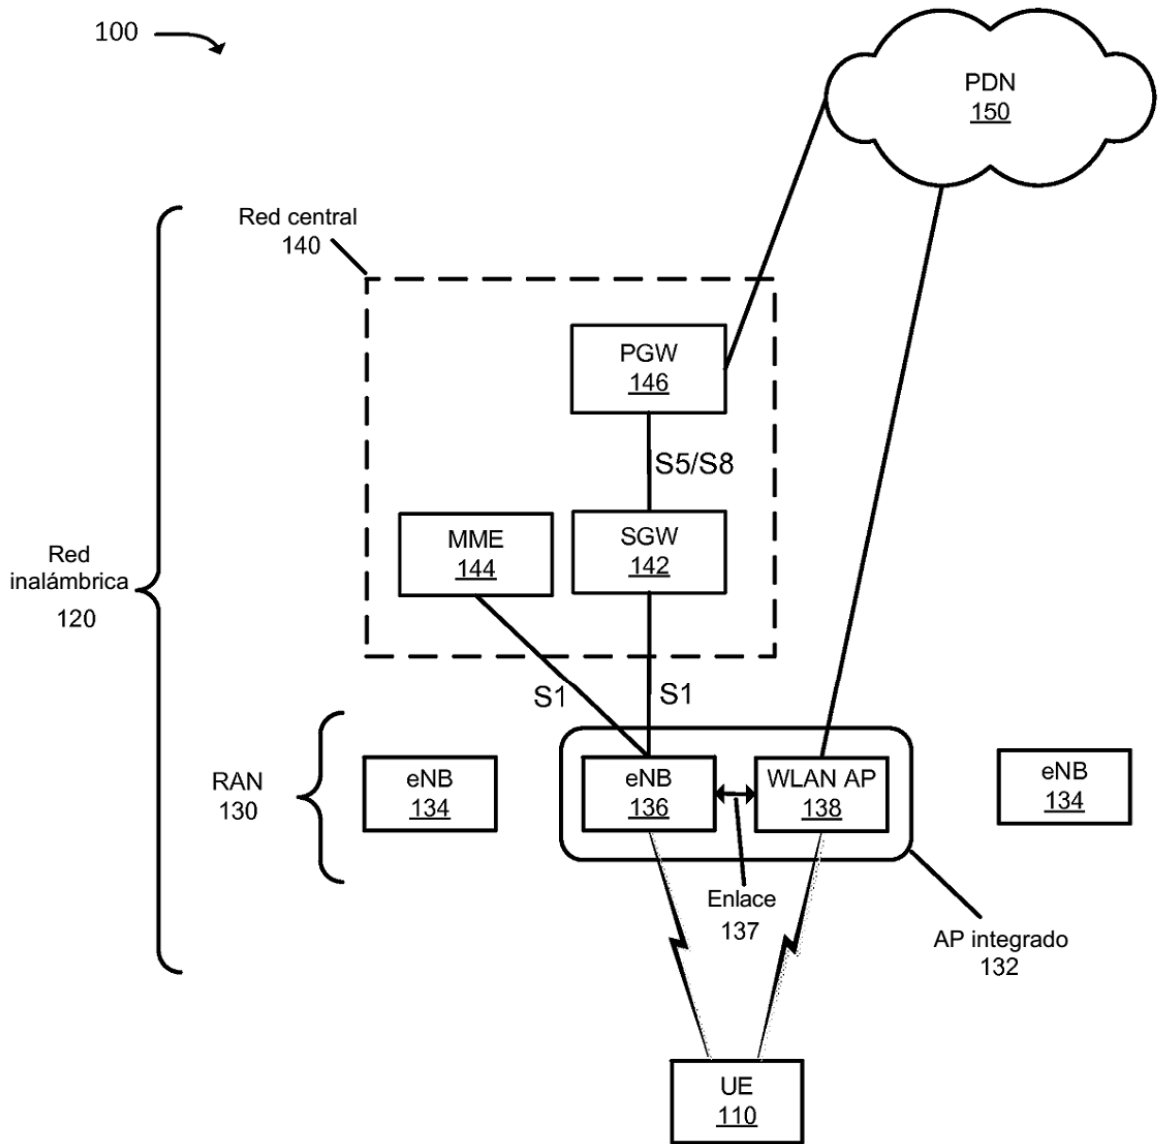 100
PDN
150
Red central
140
PGW
146
S5/S8
MME
144
SGW
142
Red
inalámbrica
120
S1
S1
RAN
130
eNB
134
eNB
136
WLAN AP
138
eNB
134
Enlace
137
AP integrado
132
UE
110